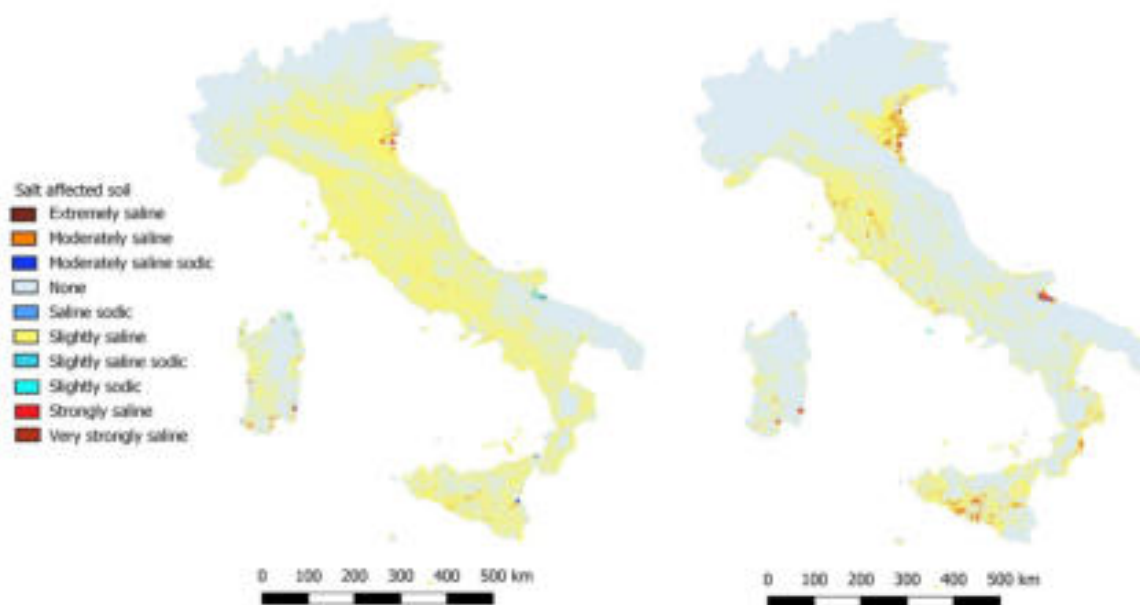 Salt affected soil
Extremely saline
Moderately saline
Moderately saline sodic
None
Saline sodic
Slightly saline
Slightly saline sodic
Slightly sodic
Strongly saline
Very strongly saline
0 100 200 300 400 500 km
0 100 200 300 400 500 km